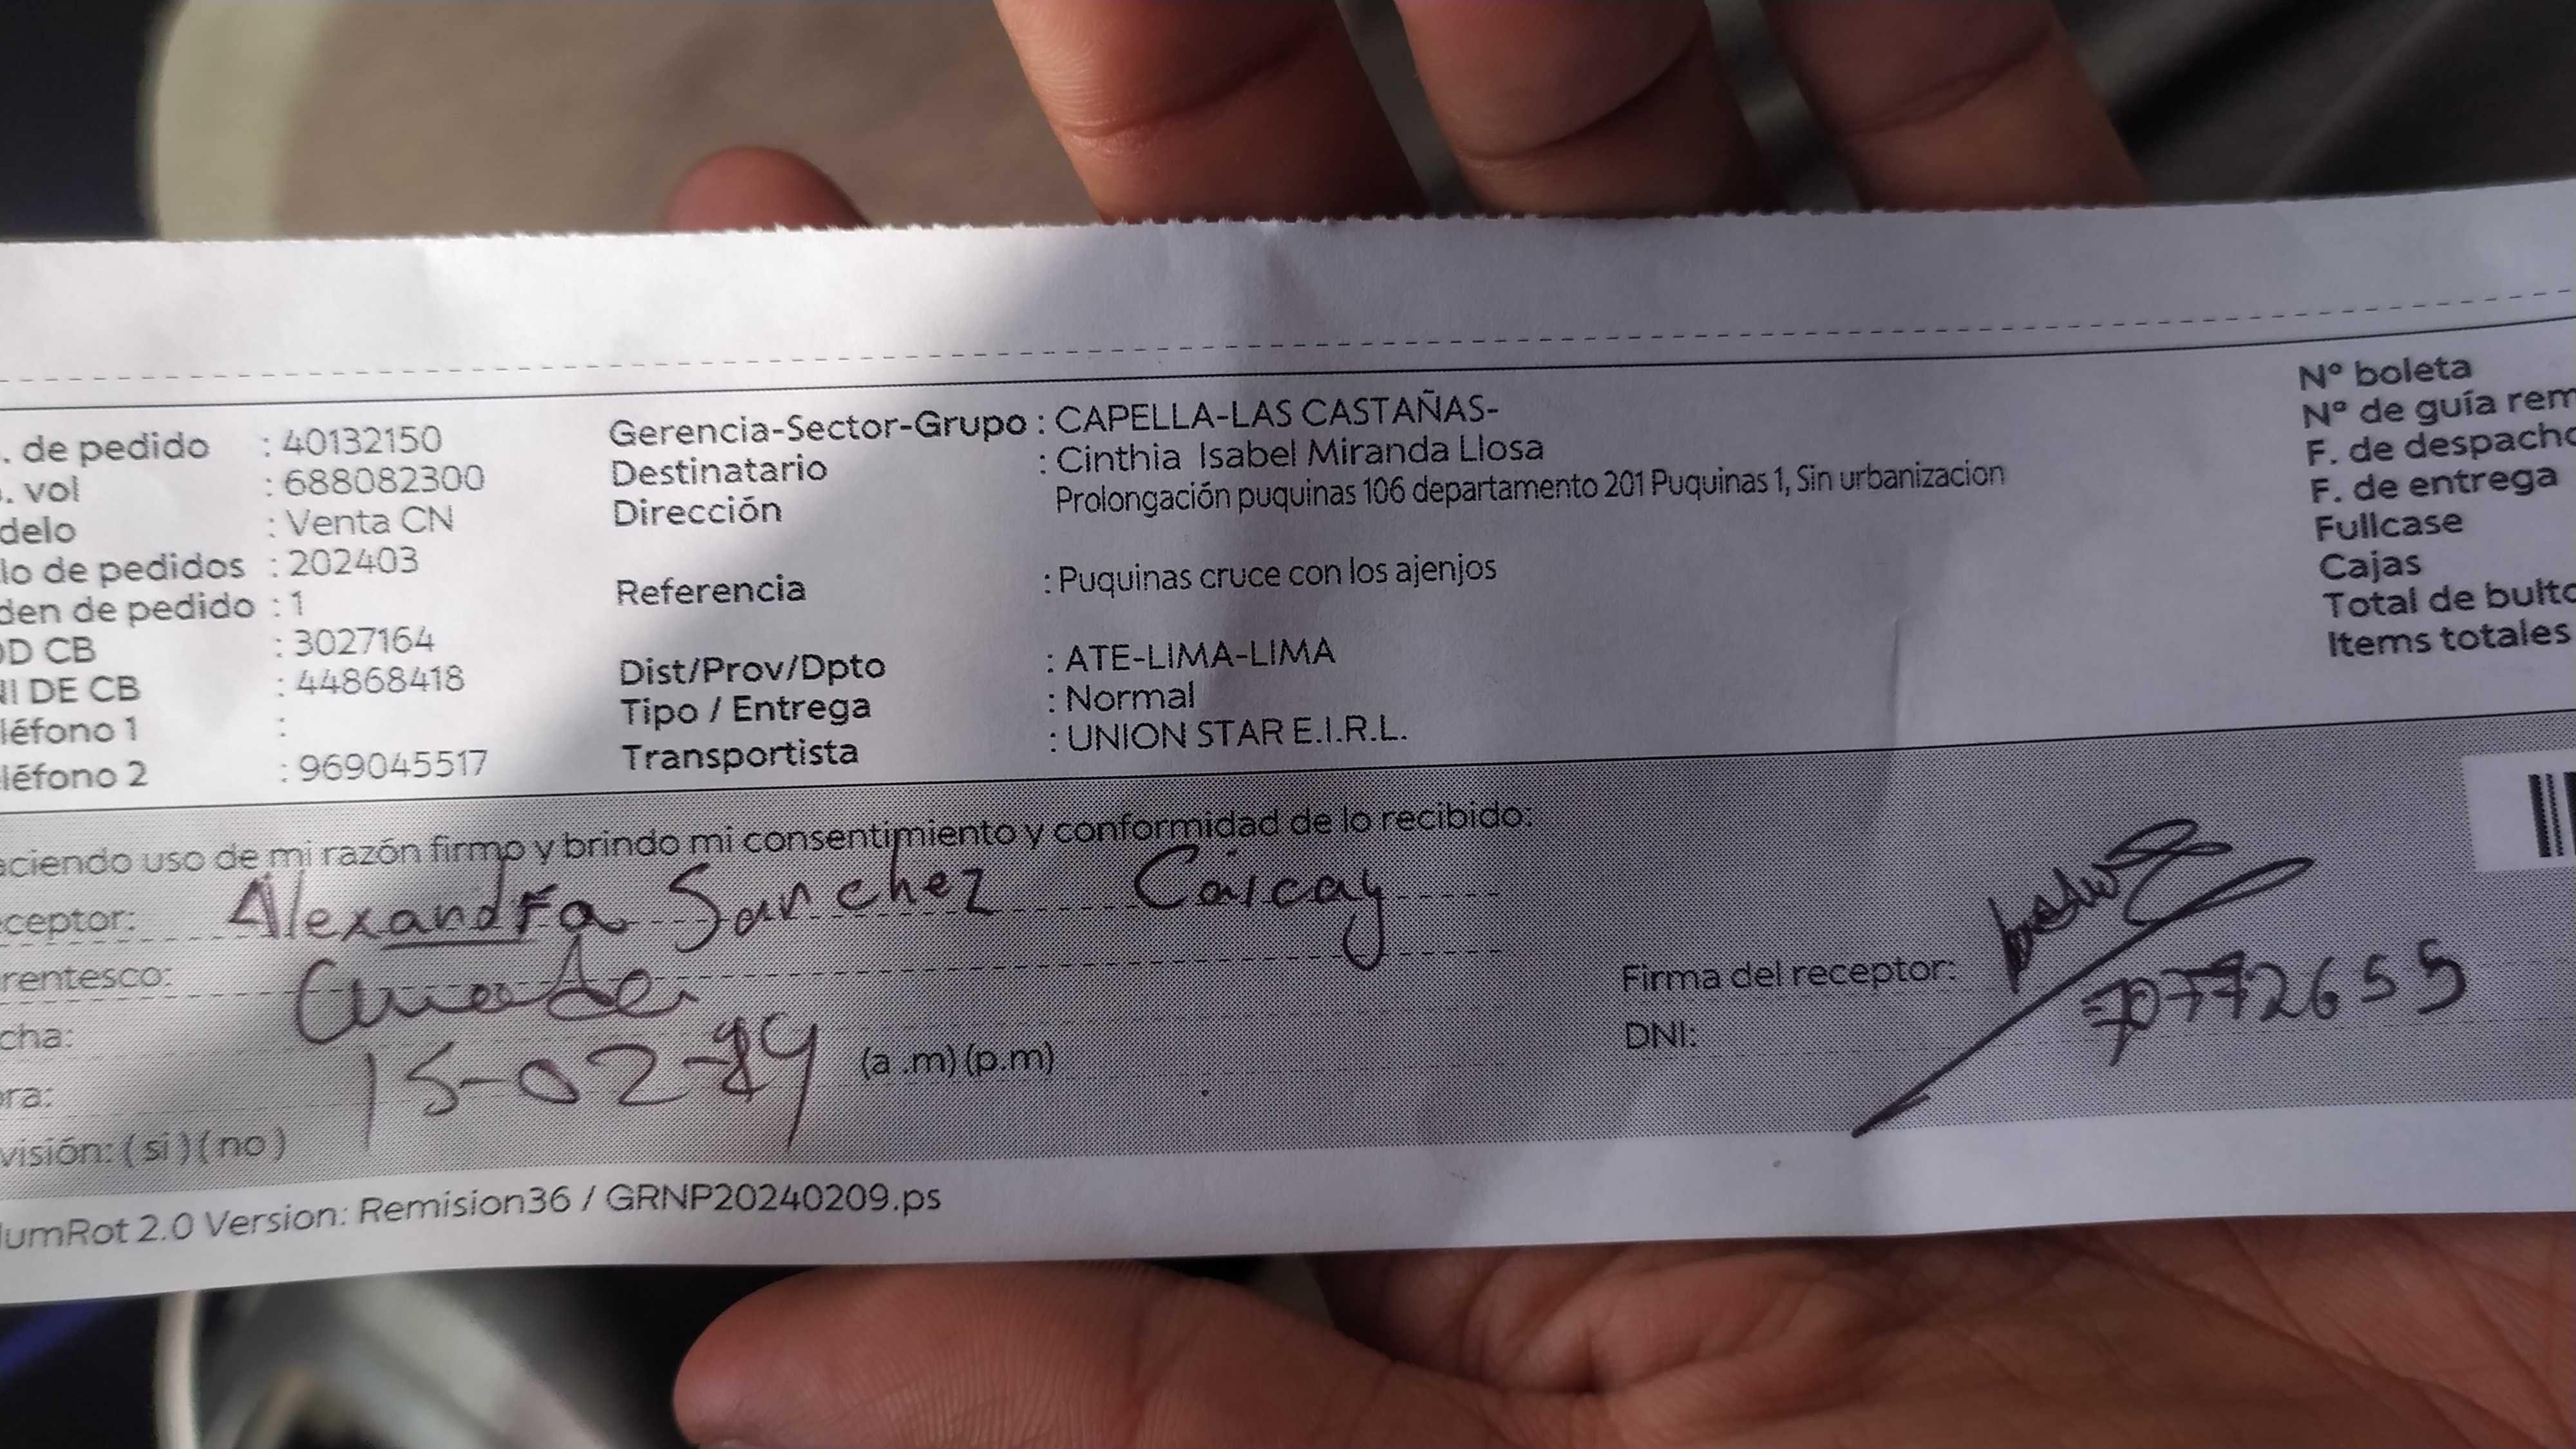 . de pedido : 40132150
. vol : 688082300
delo : Venta CN
lo de pedidos : 202403
den de pedido : 1
D CB : 3027164
NI DE CB : 44868418
léfono 1 :
léfono 2 : 969045517
Gerencia-Sector-Grupo : CAPELLA-LAS CASTAÑAS-
Destinatario : Cinthia Isabel Miranda Llosa
Dirección Prolongación puquinas 106 departamento 201 Puquinas 1, Sin urbanizacion
Referencia : Puquinas cruce con los ajenjos
Dist/Prov/Dpto : ATE-LIMA-LIMA
Tipo / Entrega : Normal
Transportista : UNION STAR E.I.R.L.
Nº boleta
Nº de guía rem
F. de despacho
F. de entrega
Fullcase
Cajas
Total de bulto
Items totales
aciendo uso de mi razón firmo y brindo mi consentimiento y conformidad de lo recibido:
ceptor: Alexandra Sanchez Caicay
rentesco:
cha: 15-02-24
ora: (a .m) (p.m)
visión: ( si ) ( no )
Firma del receptor:
DNI: 70772655
umRot 2.0 Version: Remision36 / GRNP20240209.ps